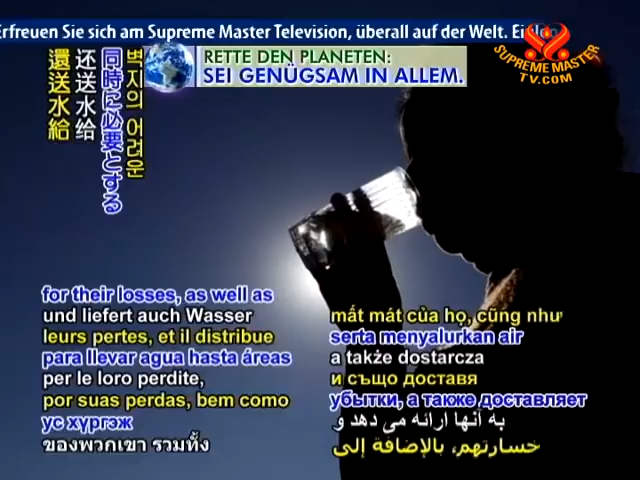 Erfreuen Sie sich am Supreme Master Television, überall auf der Welt.
RETTE DEN PLANETEN:
SEI GENÜGSAM IN ALLEM.
SUPREME MASTER
TV.COM
벽지의 어려운
同時に必要とする
还送水给
還送水給
for their losses, as well as
und liefert auch Wasser
leurs pertes, et il distribue
para llevar agua hasta áreas
per le loro perdite,
por suas perdas, bem como
ус хүргэж
ของพวกเขา รวมทั้ง
mất mát của họ, cũng như
serta menyalurkan air
a także dostarcza
и също доставя
убытки, а также доставляет
به آنها ارائه می دهد و
خسارتهم، بالإضافة إلى